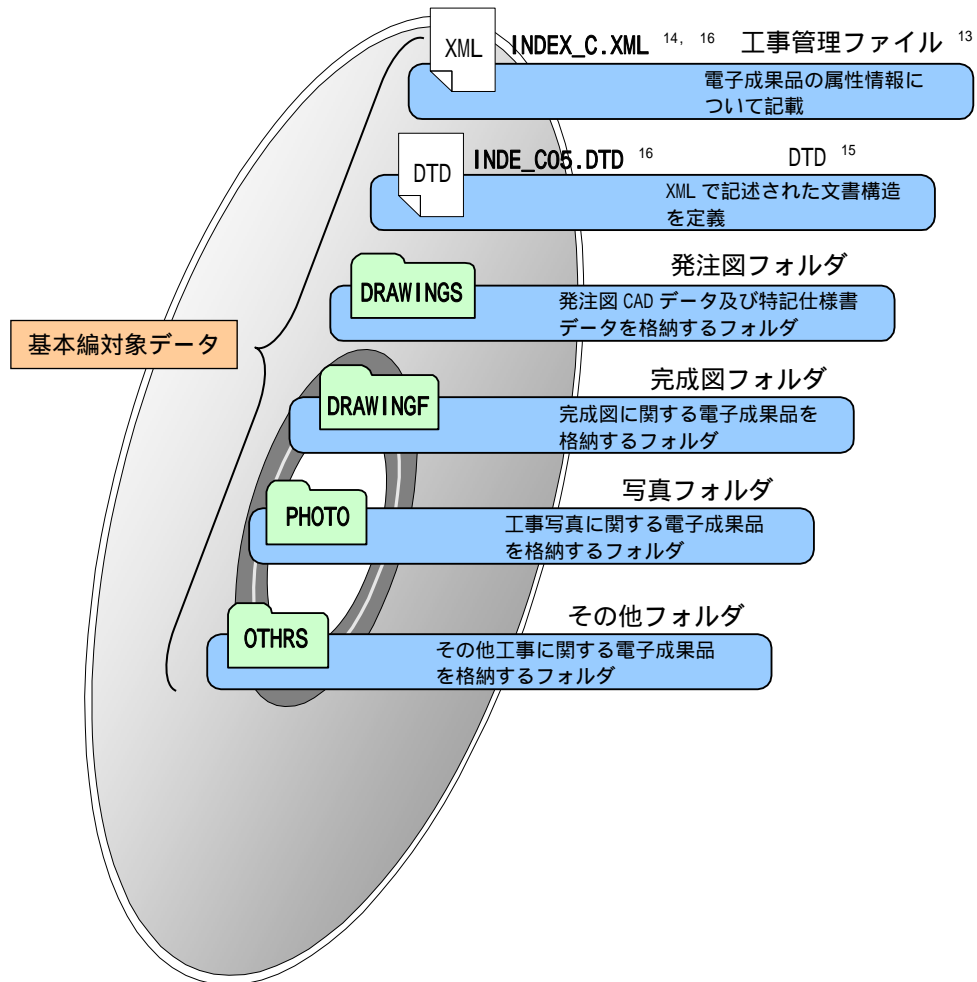 XML
INDEX_C.XML 14, 16 工事管理ファイル 13
電子成果品の属性情報に
ついて記載
DTD
INDE_C05.DTD 16 DTD 15
XML で記述された文書構造
を定義
発注図フォルダ
DRAWINGS
発注図 CAD データ及び特記仕様書
データを格納するフォルダ
基本編対象データ
完成図フォルダ
DRAWINGF
完成図に関する電子成果品を
格納するフォルダ
写真フォルダ
PHOTO
工事写真に関する電子成果品
を格納するフォルダ
その他フォルダ
OTHRS
その他工事に関する電子成果品
を格納するフォルダ